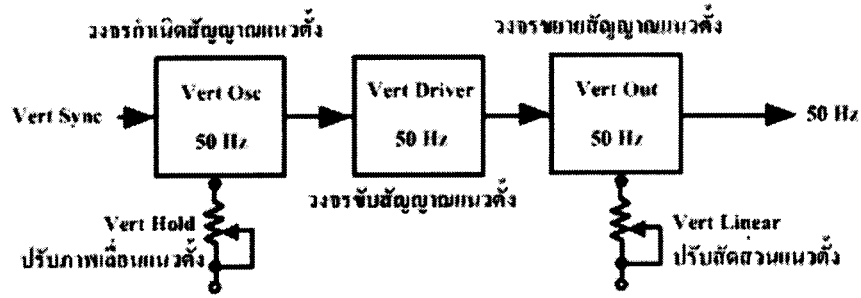 วงจรกำเนิดสัญญาณแนวตั้ง
วงจรขยายสัญญาณแนวตั้ง
Vert Sync
Vert Osc
50 Hz
Vert Driver
50 Hz
Vert Out
50 Hz
50 Hz
วงจรขับสัญญาณแนวตั้ง
Vert Hold
ปรับภาพเลื่อนแนวตั้ง
Vert Linear
ปรับสัดส่วนแนวตั้ง